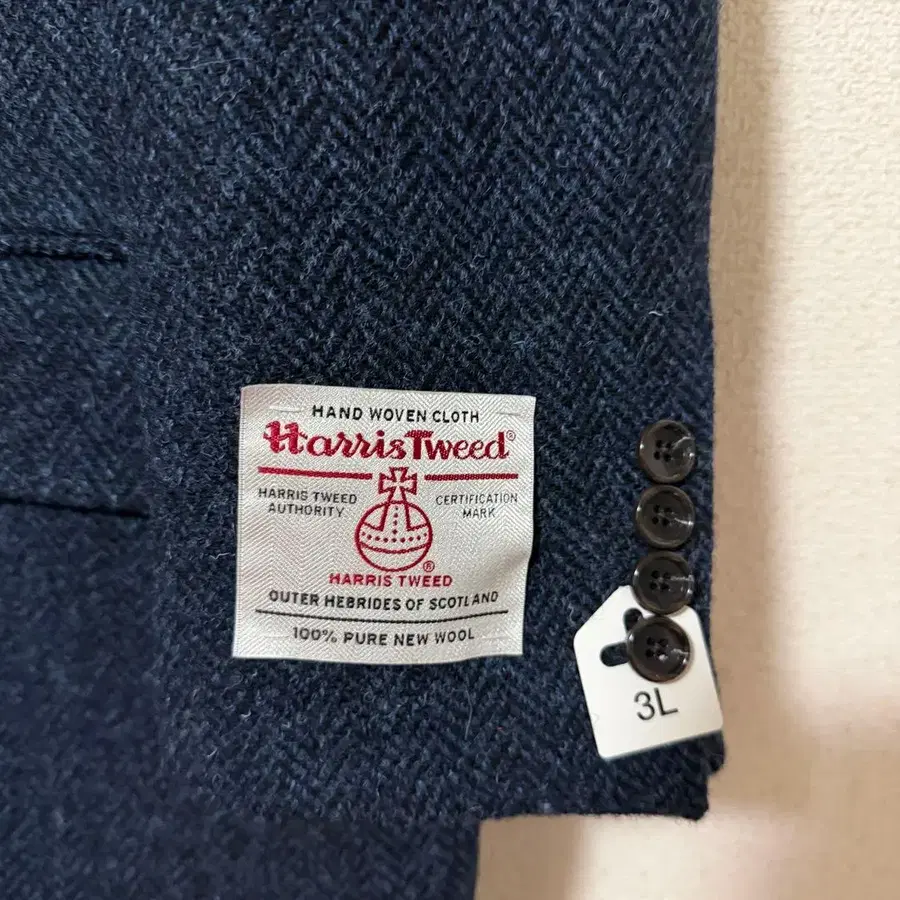 HAND WOVEN CLOTH
Harris Tweed®
HARRIS TWEED
AUTHORITY
CERTIFICATION
MARK
®
HARRIS TWEED
OUTER HEBRIDES OF SCOTLAND
100% PURE NEW WOOL
3L